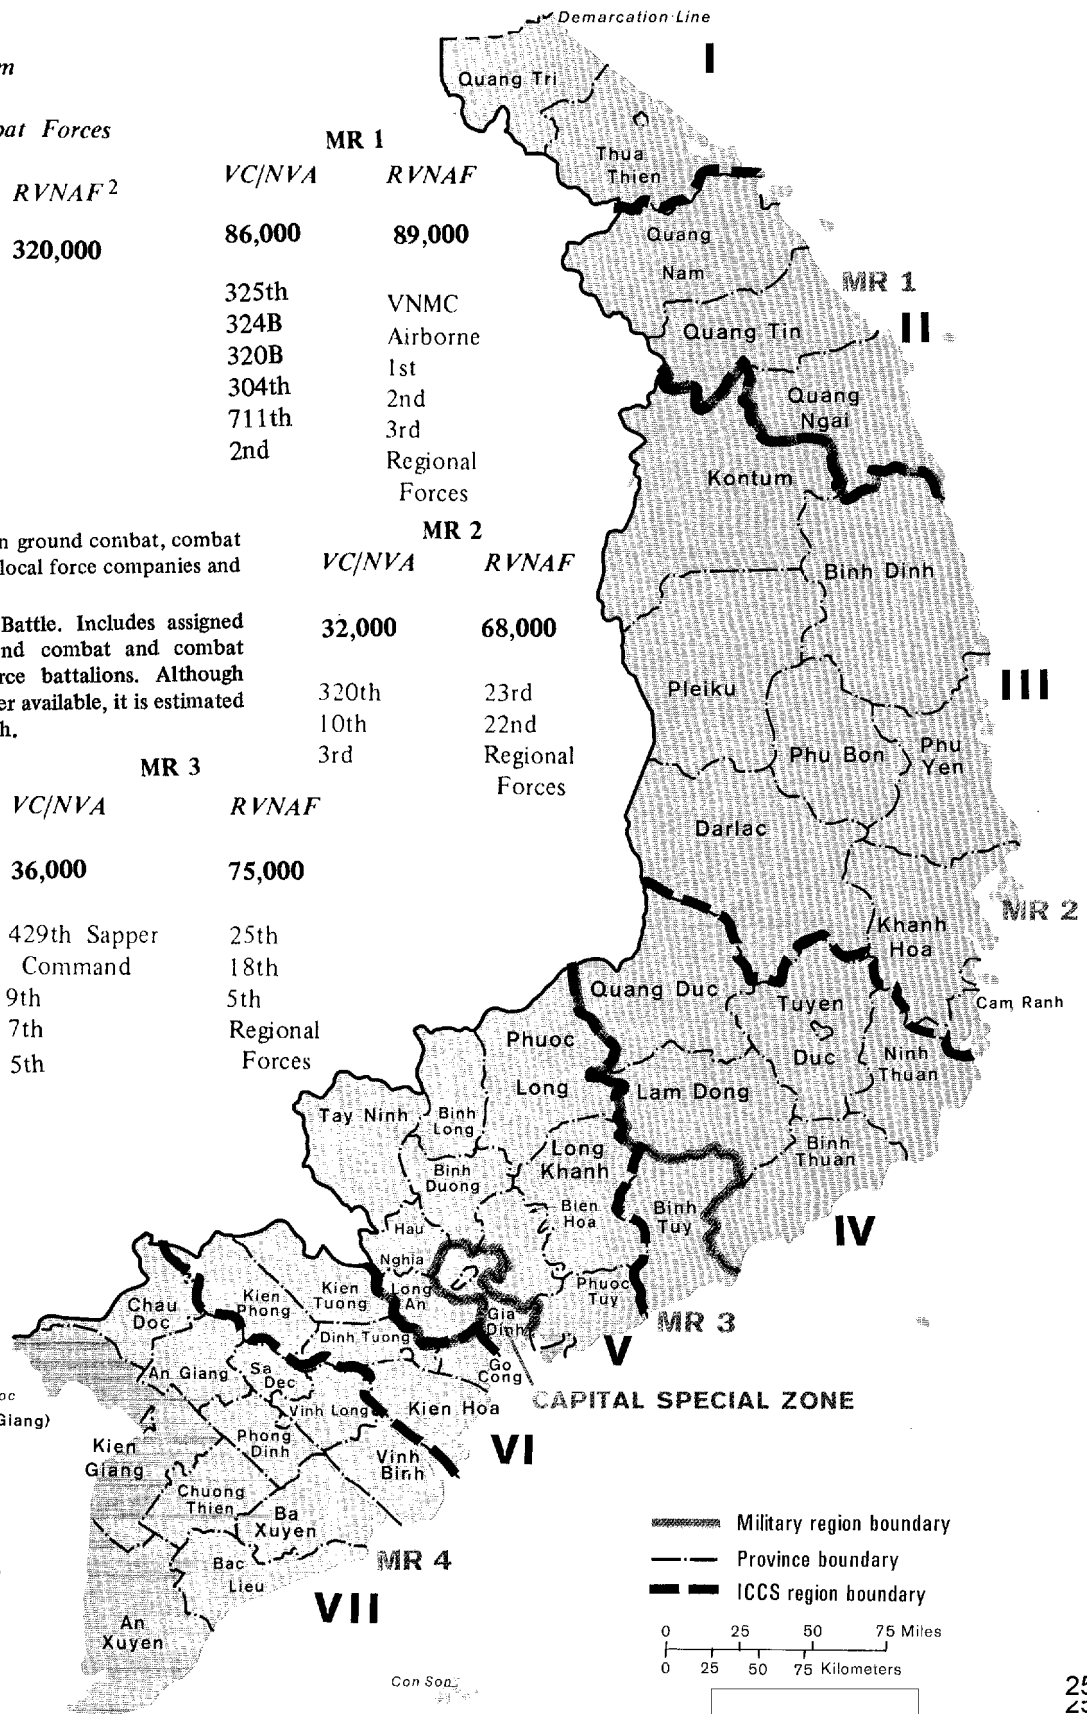 Demarcation Line
m
bat Forces
RVNAF 2
320,000
MR 1
VC/NVA RVNAF
86,000 89,000
325th VNMC
324B Airborne
320B 1st
304th 2nd
711th 3rd
2nd Regional
Forces
n ground combat, combat
local force companies and
Battle. Includes assigned
nd combat and combat
rce battalions. Although
er available, it is estimated
h.
MR 2
VC/NVA RVNAF
32,000 68,000
320th 23rd
10th 22nd
3rd Regional
Forces
MR 3
VC/NVA RVNAF
36,000 75,000
429th Sapper 25th
Command 18th
9th 5th
7th Regional
5th Forces
I
Quang Tri
Thua
Thien
Quang
Nam
MR 1
II
Quang Tin
Quang
Ngai
Kontum
Binh Dinh
III
Pleiku
Phu Bon
Phu
Yen
Darlac
MR 2
Khanh
Hoa
Cam Ranh
Quang Duc
Tuyen
Duc
Ninh
Thuan
Phuoc
Long
Lam Dong
Tay Ninh
Binh
Long
Long
Khanh
Binh
Thuan
Binh
Duong
Bien
Hoa
Binh
Tuy
IV
Hau
Nghia
Long
An
Phuoc
Tuy
Gia
Dinh
MR 3
V
Kien
Tuong
Kien
Phong
Chau
Doc
Dinh Tuong
Go
Cong
CAPITAL SPECIAL ZONE
An Giang
Sa
Dec
Vinh Long
Kien Hoa
VI
oc
Giang)
Kien
Giang
Phong
Dinh
Vinh
Binh
Chuong
Thien
Ba
Xuyen
Bac
Lieu
MR 4
VII
An
Xuyen
Con Son
Military region boundary
Province boundary
ICCS region boundary
0 25 50 75 Miles
0 25 50 75 Kilometers
25